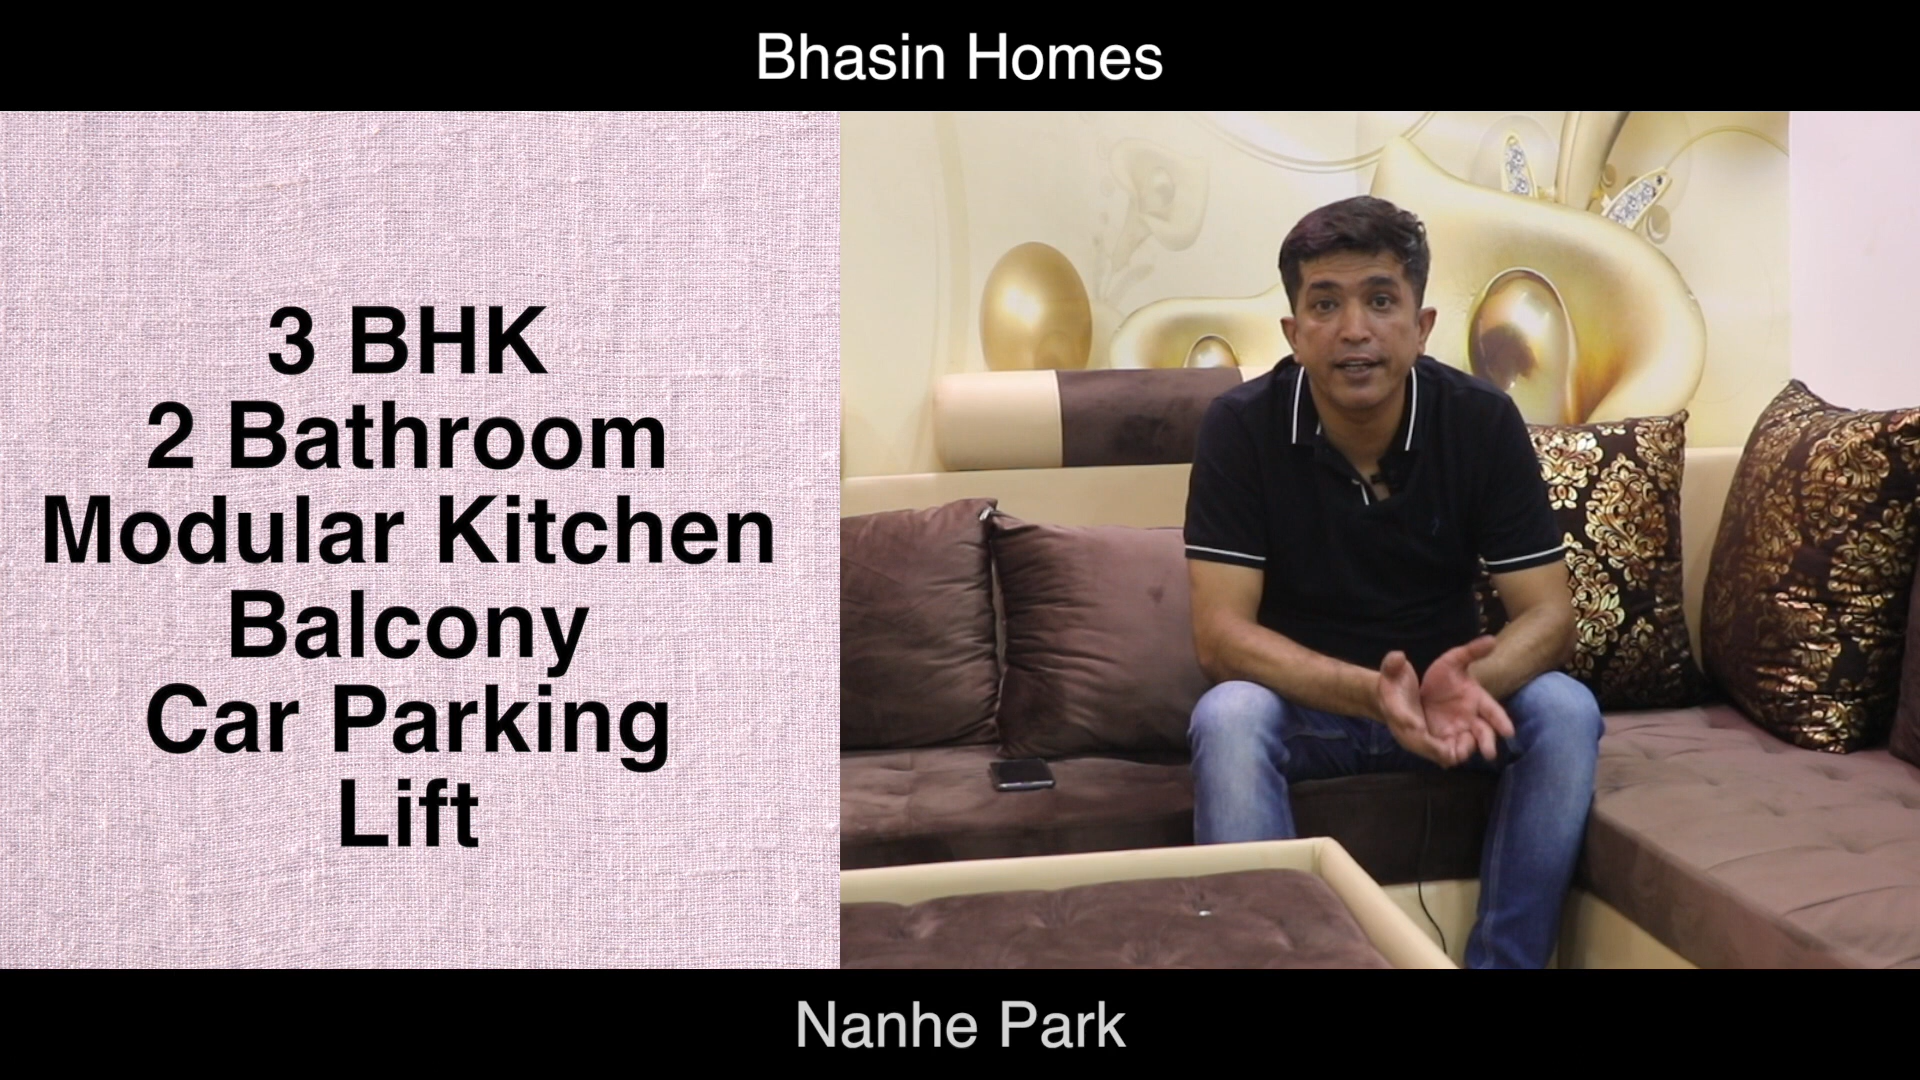 Bhasin Homes
3 BHK
2 Bathroom
Modular Kitchen
Balcony
Car Parking
Lift
Nanhe Park